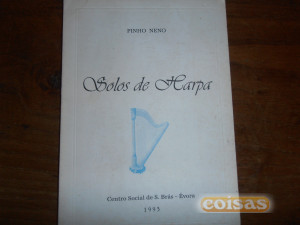 PINHO NENO
Solos de Harpa
Centro Social de S. Brás - Évora
1995
coisas